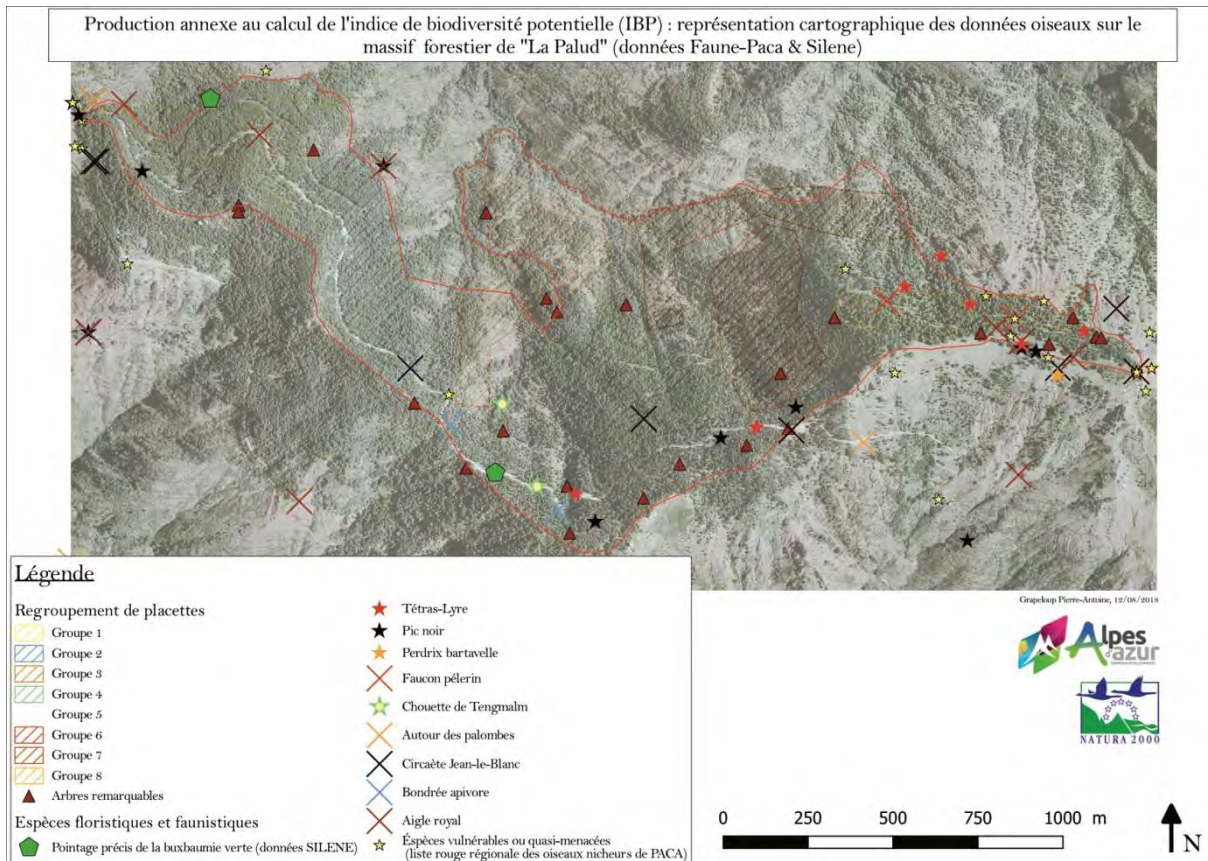 Production annexe au calcul de l'indice de biodiversité potentielle (IBP) : représentation cartographique des données oiseaux sur le
massif forestier de "La Palud" (données Faune-Paca & Silene)
Légende
Regroupement de placettes
Groupe 1
Groupe 2
Groupe 3
Groupe 4
Groupe 5
Groupe 6
Groupe 7
Groupe 8
Arbres remarquables
Espèces floristiques et faunistiques
Pointage précis de la buxbaumie verte (données SILENE)
Tétras-Lyre
Pic noir
Perdrix bartavelle
Faucon pélerin
Chouette de Tengmalm
Autour des palombes
Circaète Jean-le-Blanc
Bondrée apivore
Aigle royal
Éspèces vulnérables ou quasi-menacées
(liste rouge régionale des oiseaux nicheurs de PACA)
Grapeloup Pierre-Antoine, 12/08/2018
Alpes
d'azur
NATURA 2000
0 250 500 750 1000 m
N